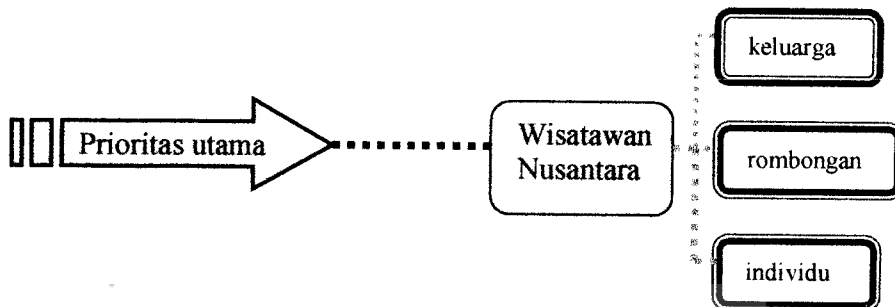 Prioritas utama
Wisatawan
Nusantara
keluarga
rombongan
individu